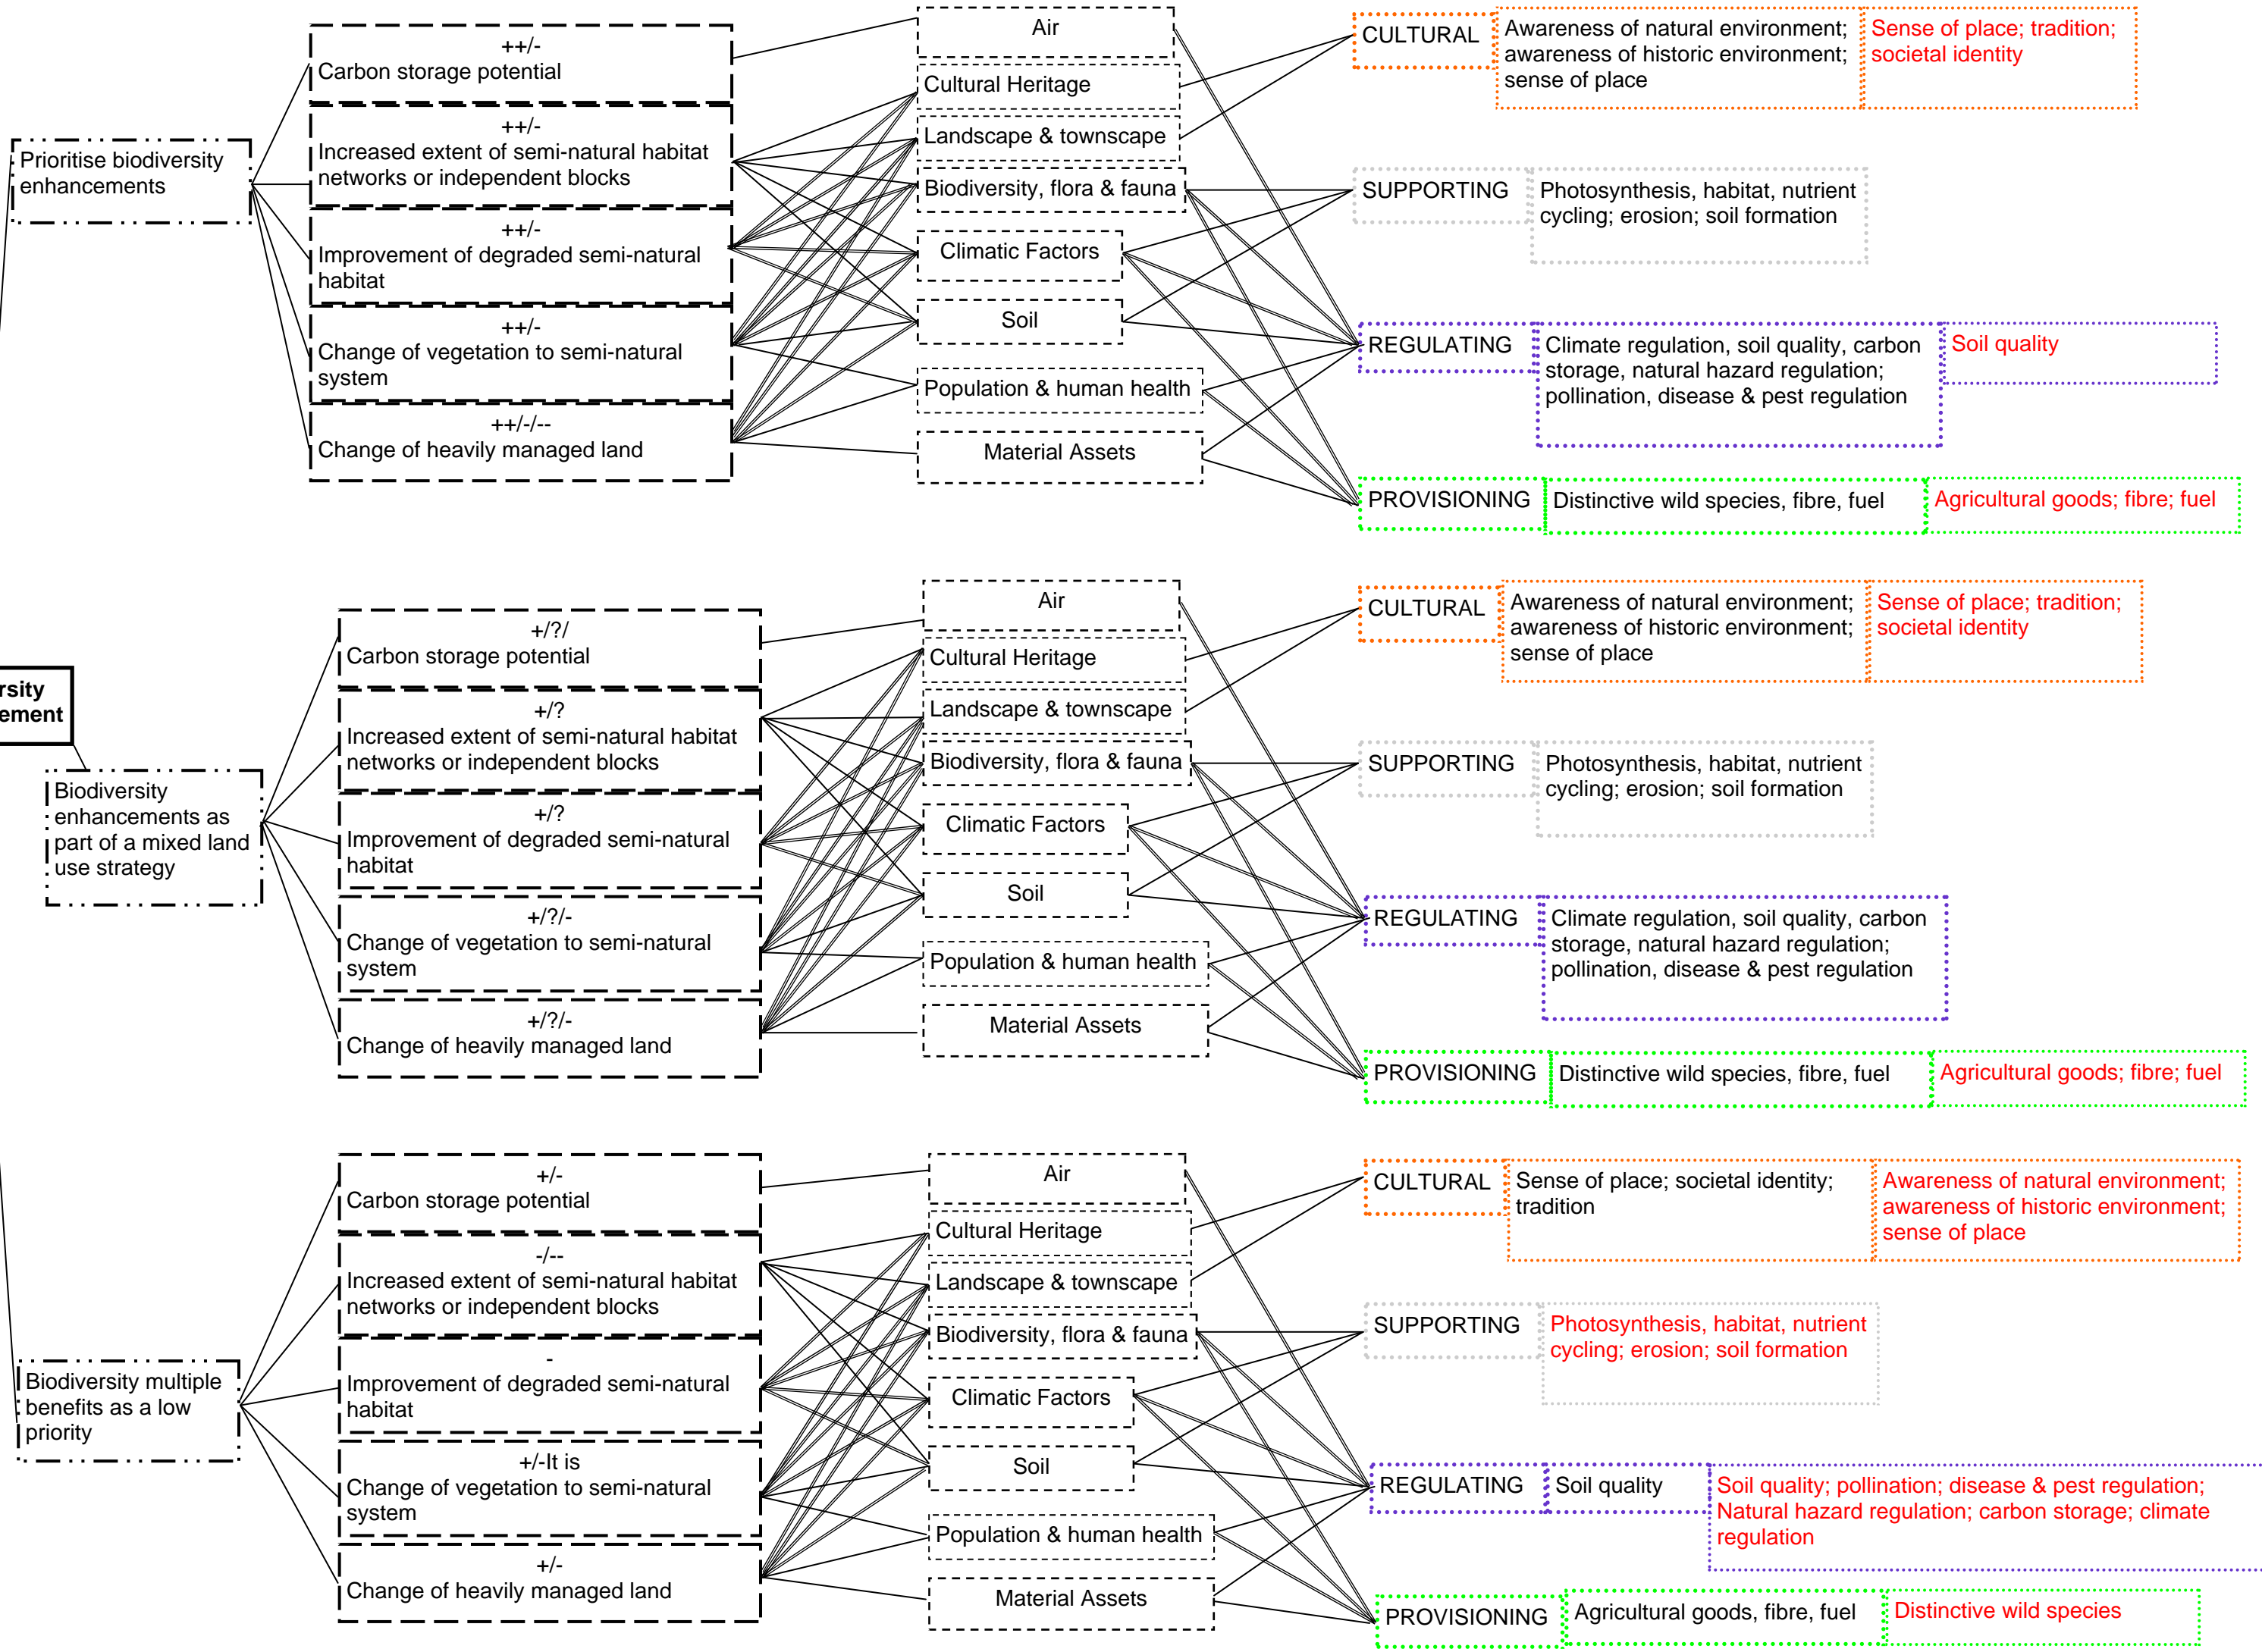 Prioritise biodiversity
enhancements
++/-
Carbon storage potential
++/-
Increased extent of semi-natural habitat
networks or independent blocks
++/-
Improvement of degraded semi-natural
habitat
++/-
Change of vegetation to semi-natural
system
++/-/--
Change of heavily managed land
Air
Cultural Heritage
Landscape & townscape
Biodiversity, flora & fauna
Climatic Factors
Soil
Population & human health
Material Assets
CULTURAL
Awareness of natural environment;
awareness of historic environment;
sense of place
Sense of place; tradition;
societal identity
SUPPORTING
Photosynthesis, habitat, nutrient
cycling; erosion; soil formation
REGULATING
Climate regulation, soil quality, carbon
storage, natural hazard regulation;
pollination, disease & pest regulation
Soil quality
PROVISIONING
Distinctive wild species, fibre, fuel
Agricultural goods; fibre; fuel
rsity
ement
Biodiversity
enhancements as
part of a mixed land
use strategy
+/?/
Carbon storage potential
+/?
Increased extent of semi-natural habitat
networks or independent blocks
+/?
Improvement of degraded semi-natural
habitat
+/?/-
Change of vegetation to semi-natural
system
+/?/-
Change of heavily managed land
Air
Cultural Heritage
Landscape & townscape
Biodiversity, flora & fauna
Climatic Factors
Soil
Population & human health
Material Assets
CULTURAL
Awareness of natural environment;
awareness of historic environment;
sense of place
Sense of place; tradition;
societal identity
SUPPORTING
Photosynthesis, habitat, nutrient
cycling; erosion; soil formation
REGULATING
Climate regulation, soil quality, carbon
storage, natural hazard regulation;
pollination, disease & pest regulation
PROVISIONING
Distinctive wild species, fibre, fuel
Agricultural goods; fibre; fuel
Biodiversity multiple
benefits as a low
priority
+/-
Carbon storage potential
-/--
Increased extent of semi-natural habitat
networks or independent blocks
-
Improvement of degraded semi-natural
habitat
+/-It is
Change of vegetation to semi-natural
system
+/-
Change of heavily managed land
Air
Cultural Heritage
Landscape & townscape
Biodiversity, flora & fauna
Climatic Factors
Soil
Population & human health
Material Assets
CULTURAL
Sense of place; societal identity;
tradition
Awareness of natural environment;
awareness of historic environment;
sense of place
SUPPORTING
Photosynthesis, habitat, nutrient
cycling; erosion; soil formation
REGULATING
Soil quality
Soil quality; pollination; disease & pest regulation;
Natural hazard regulation; carbon storage; climate
regulation
PROVISIONING
Agricultural goods, fibre, fuel
Distinctive wild species